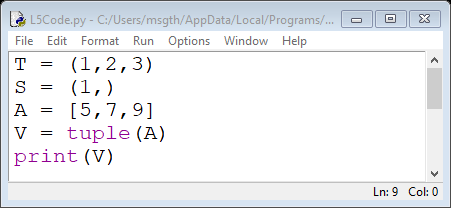 L5Code.py - C:/Users/msgth/AppData/Local/Programs/...
File Edit Format Run Options Window Help
T = (1,2,3)
S = (1,)
A = [5,7,9]
V = tuple(A)
print(V)
Ln: 9 Col: 0